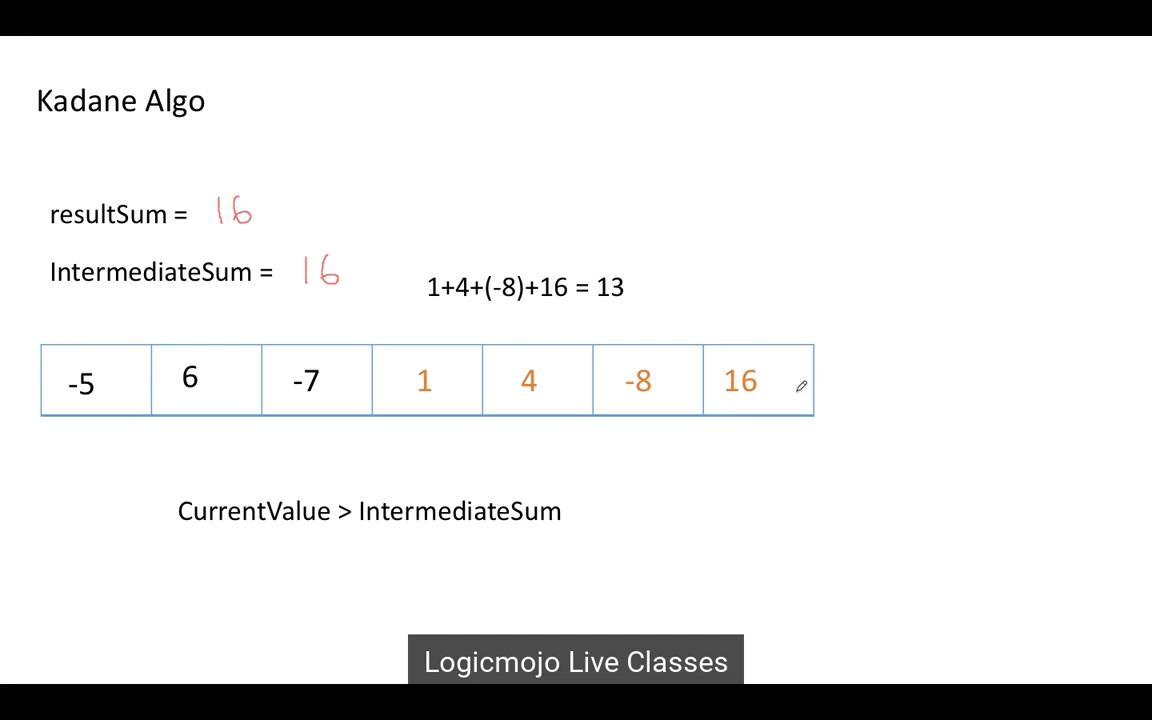 Kadane Algo
resultSum = 16
IntermediateSum = 16
1+4+(-8)+16 = 13
-5 6 -7 1 4 -8 16
CurrentValue > IntermediateSum
Logicmojo Live Classes